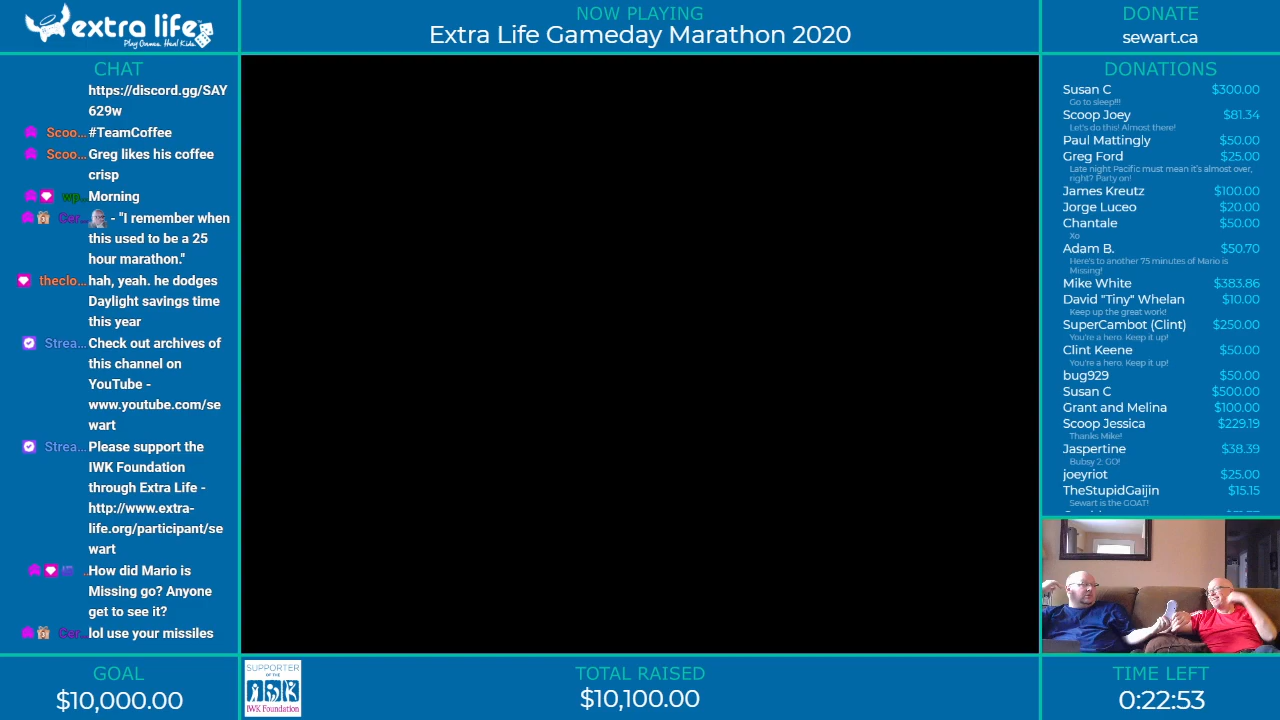 extra life
Play Games. Heal Kids.
NOW PLAYING
Extra Life Gameday Marathon 2020
DONATE
sewart.ca
CHAT
https://discord.gg/SAY
629w
Scoo... #TeamCoffee
Scoo... Greg likes his coffee
crisp
wp... Morning
Cor... - "I remember when
this used to be a 25
hour marathon."
theclo... hah, yeah. he dodges
Daylight savings time
this year
Strea... Check out archives of
this channel on
YouTube -
www.youtube.com/se
wart
Strea... Please support the
IWK Foundation
through Extra Life -
http://www.extra-
life.org/participant/se
wart
How did Mario is
Missing go? Anyone
get to see it?
Cor... lol use your missiles
DONATIONS
Susan C $300.00
Go to sleep!!!
Scoop Joey $81.34
Let's do this! Almost there!
Paul Mattingly $50.00
Greg Ford $25.00
Late night Pacific must mean it's almost over,
right? Party on!
James Kreutz $100.00
Jorge Luceo $20.00
Chantale $50.00
Xo
Adam B. $50.70
Here's to another 75 minutes of Mario is
Missing!
Mike White $383.86
David "Tiny" Whelan $10.00
Keep up the great work!
SuperCambot (Clint) $250.00
You're a hero. Keep it up!
Clint Keene $50.00
You're a hero. Keep it up!
bug929 $50.00
Susan C $500.00
Grant and Melina $100.00
Scoop Jessica $229.19
Thanks Mike!
Jaspertine $38.39
Bubsy 2: GO!
joeyriot $25.00
TheStupidGaijin $15.15
Sewart is the GOAT!
GOAL
$10,000.00
SUPPORTER
OF THE
IWK
IWK Foundation
TOTAL RAISED
$10,100.00
TIME LEFT
0:22:53